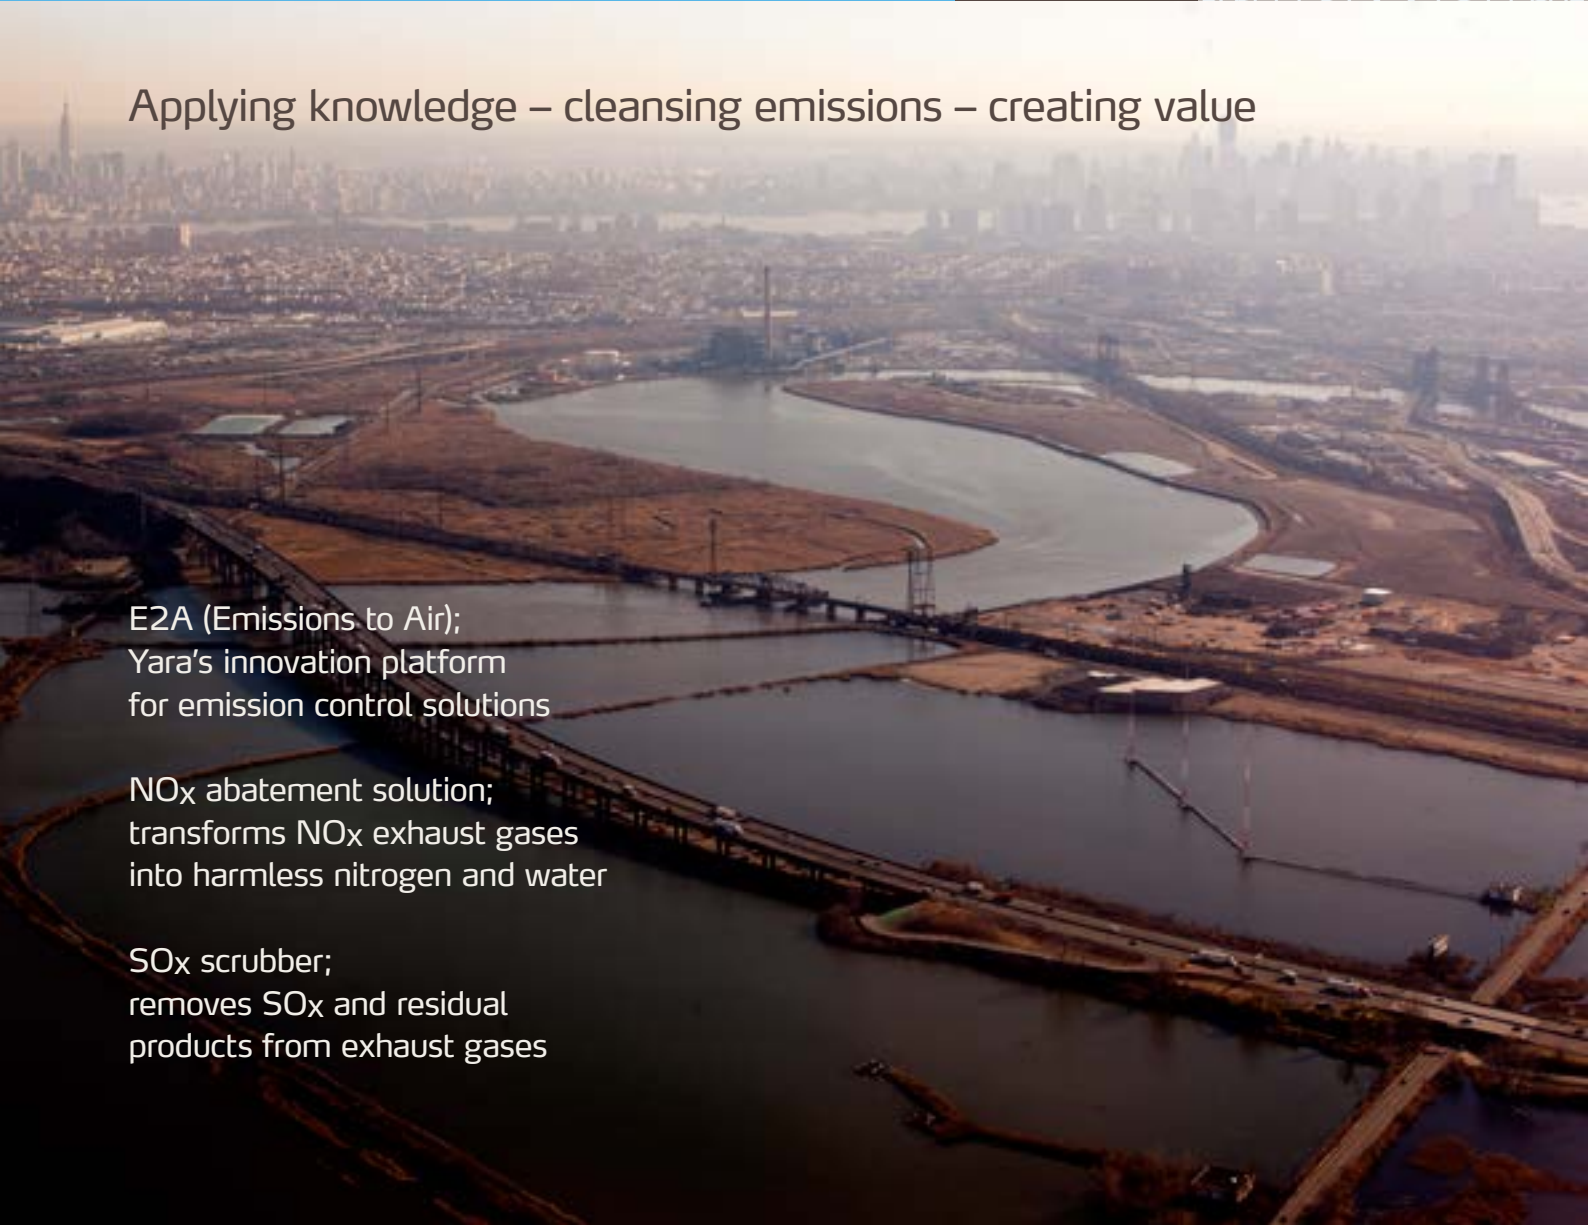 Applying knowledge – cleansing emissions – creating value
E2A (Emissions to Air);
Yara’s innovation platform
for emission control solutions
NOx abatement solution;
transforms NOx exhaust gases
into harmless nitrogen and water
SOx scrubber;
removes SOx and residual
products from exhaust gases